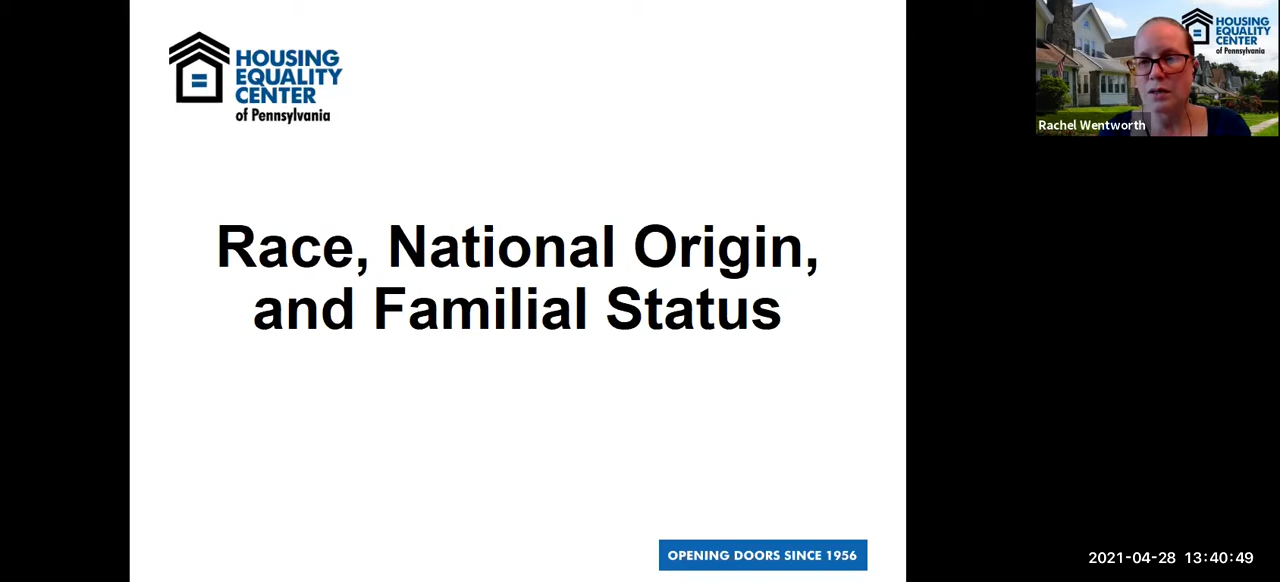 HOUSING
EQUALITY
CENTER
of Pennsylvania
Race, National Origin,
and Familial Status
OPENING DOORS SINCE 1956
HOUSING
EQUALITY
CENTER
of Pennsylvania
Rachel Wentworth
2021-04-28 13:40:49